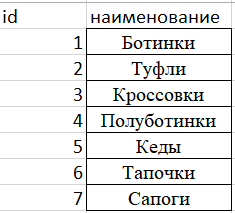 id наименование
1 Ботинки
2 Туфли
3 Кроссовки
4 Полуботинки
5 Кеды
6 Тапочки
7 Сапоги